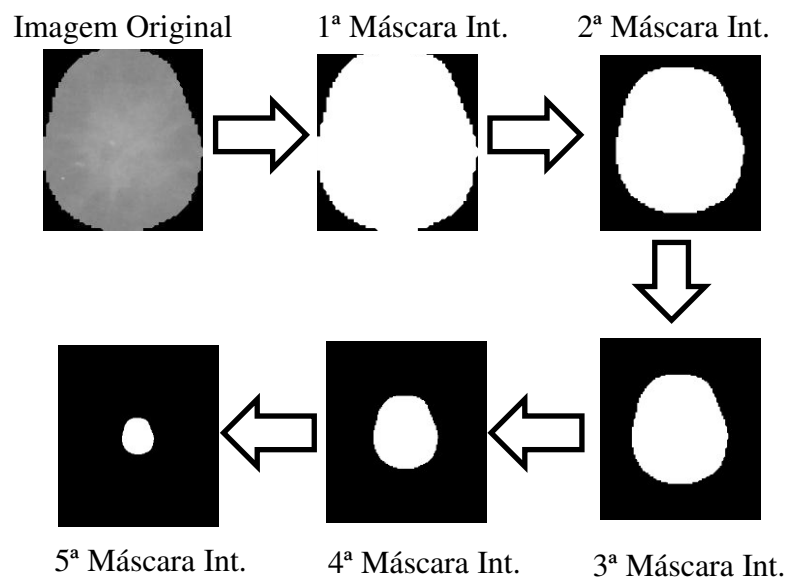 Imagem Original
1ª Máscara Int.
2ª Máscara Int.
5ª Máscara Int.
4ª Máscara Int.
3ª Máscara Int.